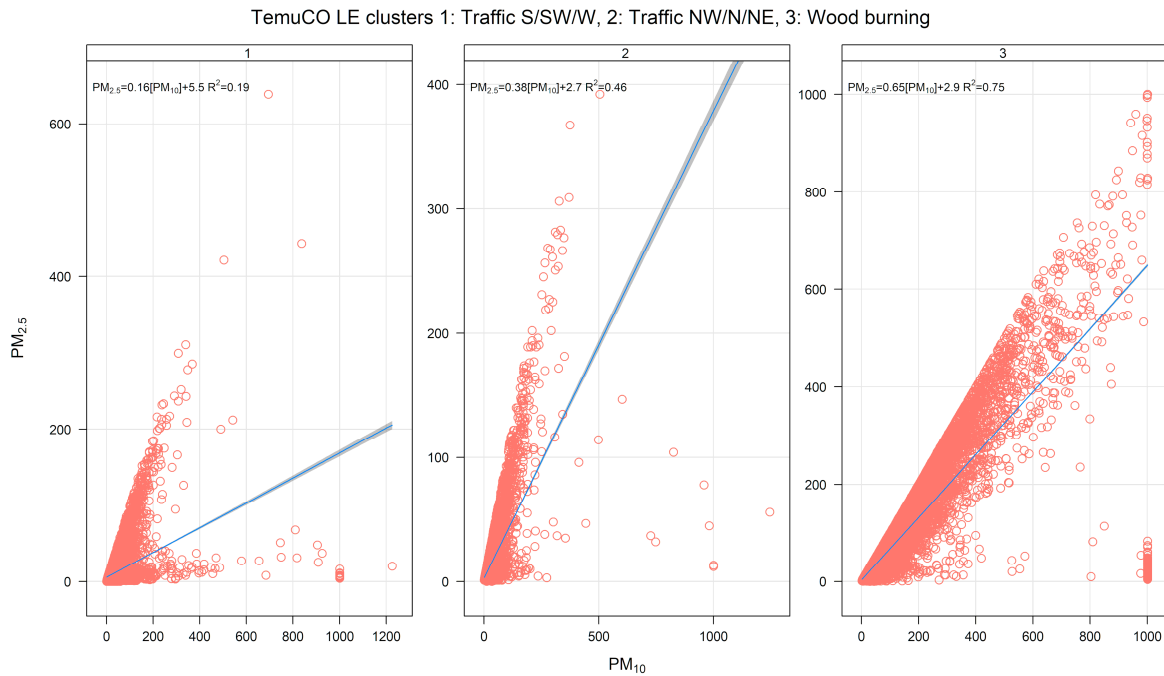 TemuCO LE clusters 1: Traffic S/SW/W, 2: Traffic NW/N/NE, 3: Wood burning
1
2
3
PM2.5=0.16[PM10]+5.5 R²=0.19
PM2.5=0.38[PM10]+2.7 R²=0.46
PM2.5=0.65[PM10]+2.9 R²=0.75
PM2.5
600
400
200
0
400
300
200
100
0
1000
800
600
400
200
0
0 200 400 600 800 1000 1200
0 500 1000
0 200 400 600 800 1000
PM10